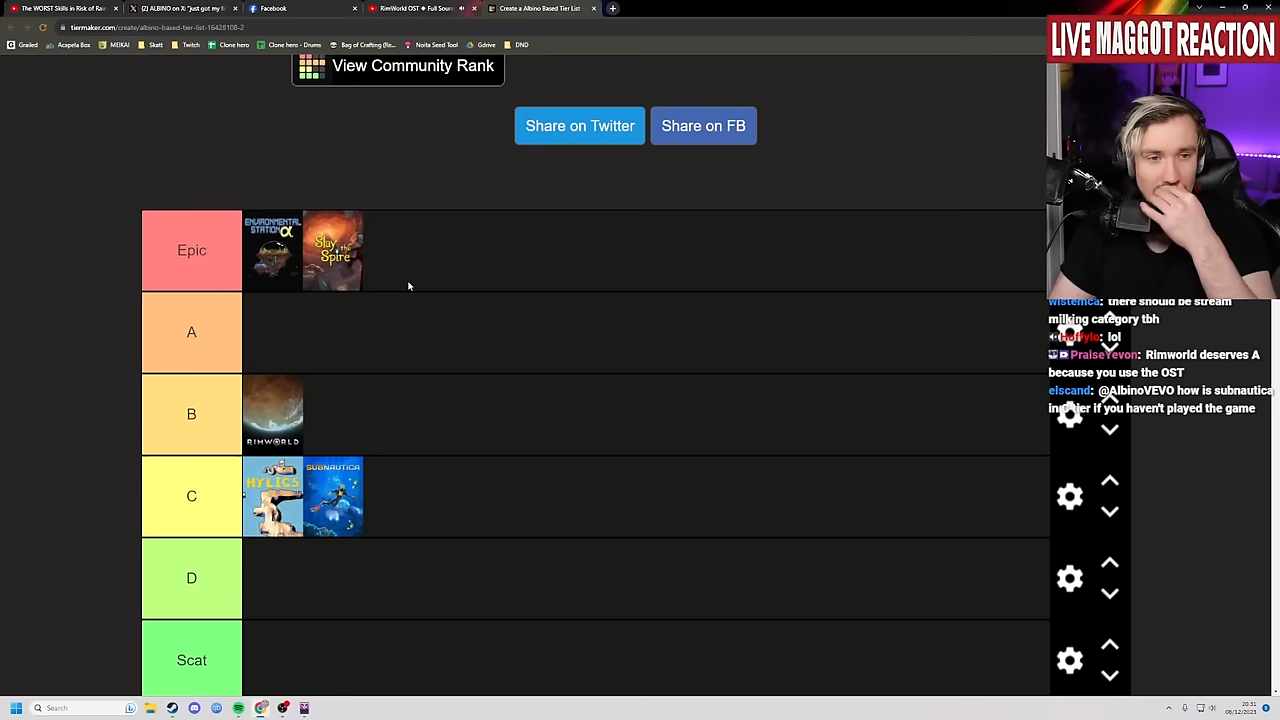 The WORST Skills in Risk of Rain
(2) ALBINO on X: "just got my f
Facebook
RimWorld OST ✦ Full Soun
Create a Albino Based Tier List
tiermaker.com/create/albino-based-tier-list-16428108-2
Grailed
Acapela Box
MEIKAI
Skatt
Twitch
Clone hero
Clone hero - Drums
Bag of Crafting (Re...
Noita Seed Tool
Gdrive
DND
LIVE MAGGOT REACTION
View Community Rank
Share on Twitter
Share on FB
Epic
ENVIRONMENTAL
STATION α
Slay the
Spire
A
B
RIMWORLD
C
HYLICS
SUBNAUTICA
D
Scat
wistemca: there should be stream
milking category tbh
lol
PraiseYevon: Rimworld deserves A
because you use the OST
elscand: @AlbinoVEVO how is subnautica
tier if you haven't played the game
Search
20:31
08/12/2023